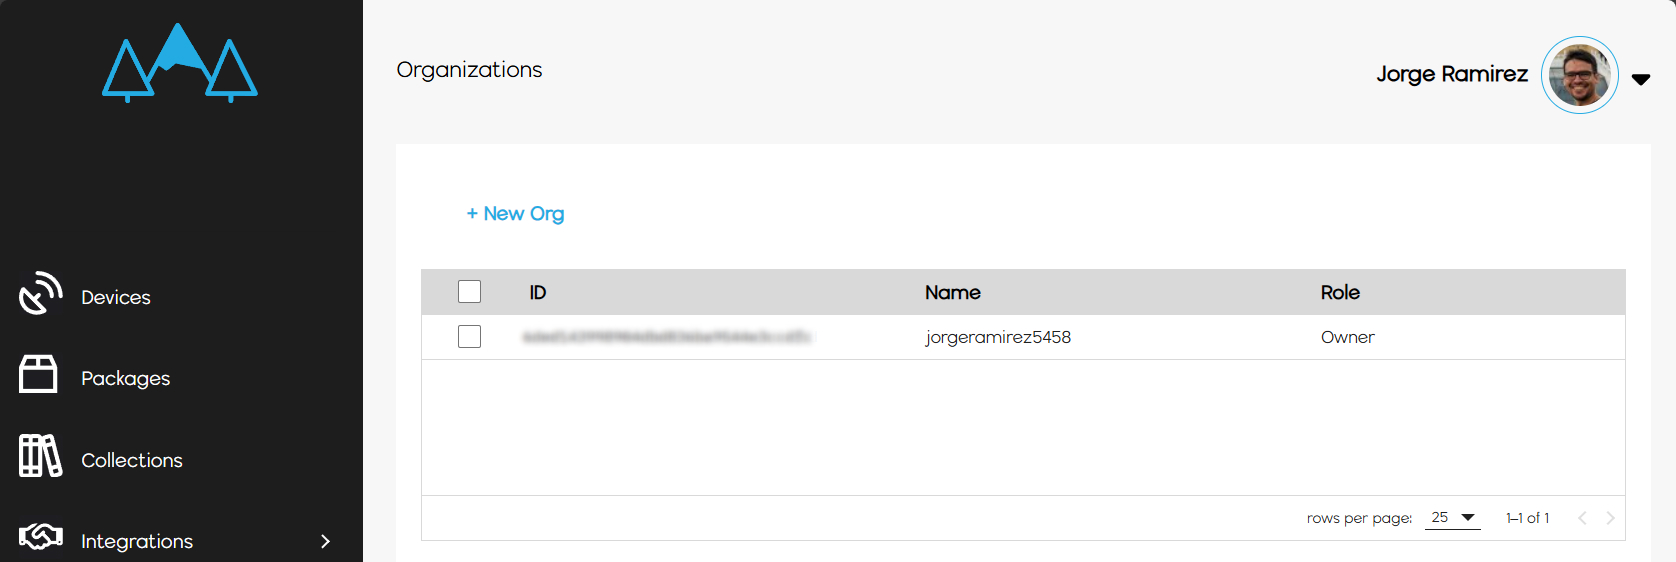 Organizations
Jorge Ramirez
+ New Org
ID Name Role
jorgeramirez5458 Owner
rows per page: 25 1–1 of 1
Devices
Packages
Collections
Integrations